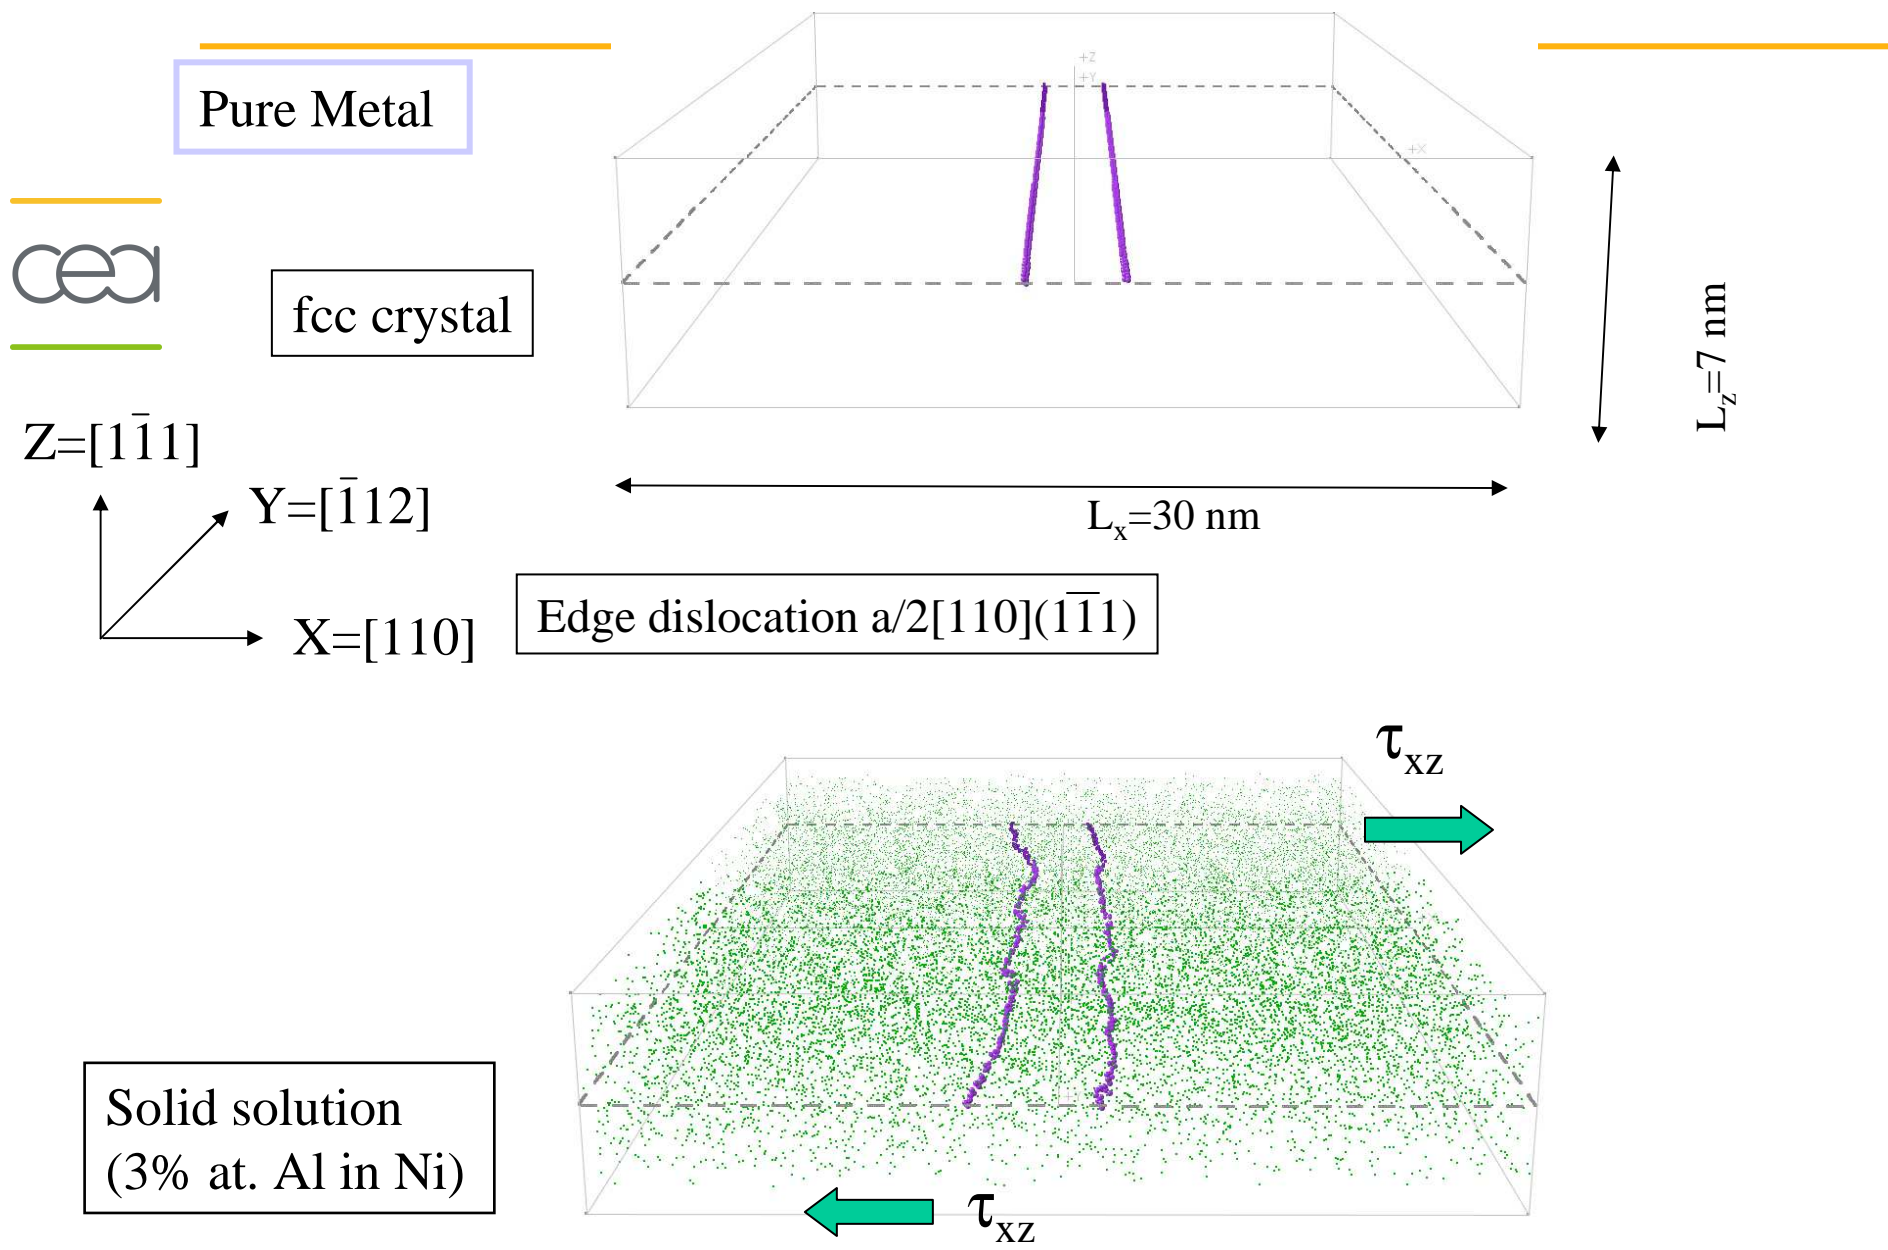 Pure Metal
+Z
+Y
+X
cea
fcc crystal
L_z=7 nm
Z=[11̅1]
Y=[1̅12]
L_x=30 nm
X=[110]
Edge dislocation a/2[110](11̅1̅1)
τ_xz
Solid solution
(3% at. Al in Ni)
τ_xz